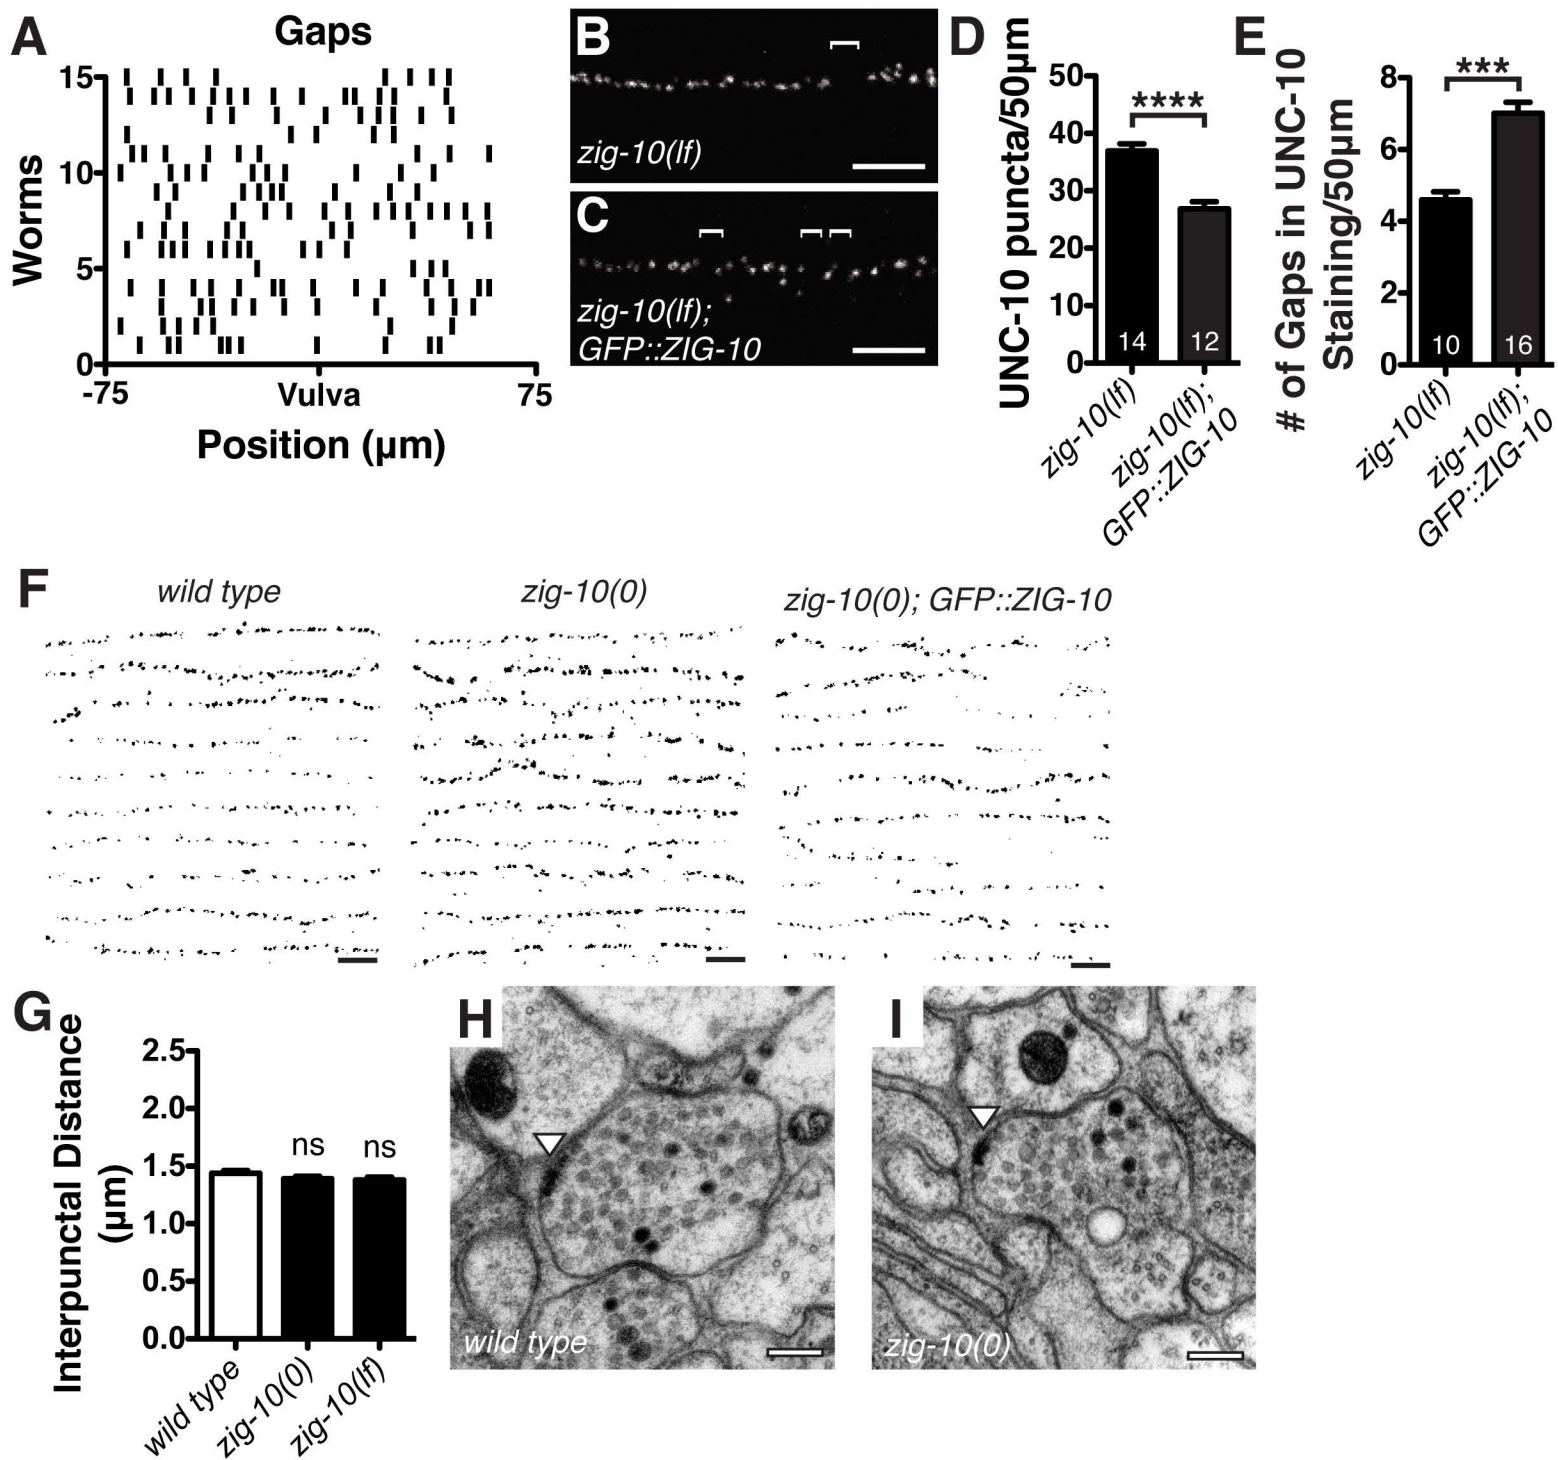 A
Gaps
15
10
5
0
Worms
-75
Vulva
75
Position (µm)
B
zig-10(lf)
C
zig-10(lf);
GFP::ZIG-10
D
UNC-10 puncta/50µm
50
40
30
20
10
0
****
14
12
zig-10(lf)
zig-10(lf);
GFP::ZIG-10
E
# of Gaps in UNC-10
Staining/50µm
8
6
4
2
0
***
10
16
zig-10(lf)
zig-10(lf);
GFP::ZIG-10
F
wild type
zig-10(0)
zig-10(0); GFP::ZIG-10
G
Interpunctal Distance
(µm)
2.5
2.0
1.5
1.0
0.5
0.0
ns
ns
wild type
zig-10(0)
zig-10(lf)
H
wild type
I
zig-10(0)